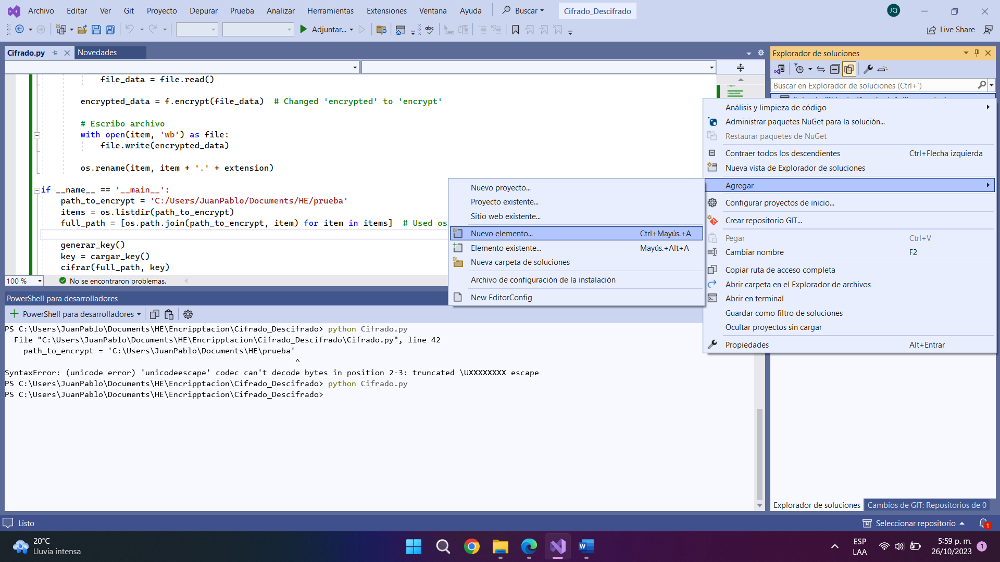 Archivo Editar Ver Git Proyecto Depurar Prueba Analizar Herramientas Extensiones Ventana Ayuda Buscar Cifrado_Descifrado JQ
Adjuntar... abc Live Share
Cifrado.py Novedades
Explorador de soluciones
Buscar en Explorador de soluciones (Ctrl+´)
file_data = file.read()
encrypted_data = f.encrypt(file_data)  # Changed 'encrypted' to 'encrypt'
# Escribo archivo
with open(item, 'wb') as file:
file.write(encrypted_data)
os.rename(item, item + '.' + extension)
if __name__ == '__main__':
path_to_encrypt = 'C:/Users/JuanPablo/Documents/HE/prueba'
items = os.listdir(path_to_encrypt)
full_path = [os.path.join(path_to_encrypt, item) for item in items]  # Used os
generar_key()
key = cargar_key()
cifrar(full_path, key)
100 % No se encontraron problemas.
Nuevo proyecto...
Proyecto existente...
Sitio web existente...
Nuevo elemento... Ctrl+Mayús.+A
Elemento existente... Mayús.+Alt+A
Nueva carpeta de soluciones
Archivo de configuración de la instalación
New EditorConfig
Análisis y limpieza de código
Administrar paquetes NuGet para la solución...
Restaurar paquetes de NuGet
Contraer todos los descendientes Ctrl+Flecha izquierda
Nueva vista de Explorador de soluciones
Agregar
Configurar proyectos de inicio...
Crear repositorio GIT...
Pegar Ctrl+V
Cambiar nombre F2
Copiar ruta de acceso completa
Abrir carpeta en el Explorador de archivos
Abrir en terminal
Guardar como filtro de soluciones
Ocultar proyectos sin cargar
Propiedades Alt+Entrar
PowerShell para desarrolladores
PowerShell para desarrolladores
PS C:\Users\JuanPablo\Documents\HE\Encripptacion\Cifrado_Descifrado> python Cifrado.py
File "C:\Users\JuanPablo\Documents\HE\Encripptacion\Cifrado_Descifrado\Cifrado.py", line 42
path_to_encrypt = 'C:\Users\JuanPablo\Documents\HE\prueba'
^
SyntaxError: (unicode error) 'unicodeescape' codec can't decode bytes in position 2-3: truncated \UXXXXXXXX escape
PS C:\Users\JuanPablo\Documents\HE\Encripptacion\Cifrado_Descifrado> python Cifrado.py
PS C:\Users\JuanPablo\Documents\HE\Encripptacion\Cifrado_Descifrado>
Explorador de soluciones Cambios de GIT: Repositorios de 0
Listo Seleccionar repositorio 1
20°C
Lluvia intensa
ESP
LAA
5:59 p. m.
26/10/2023
1